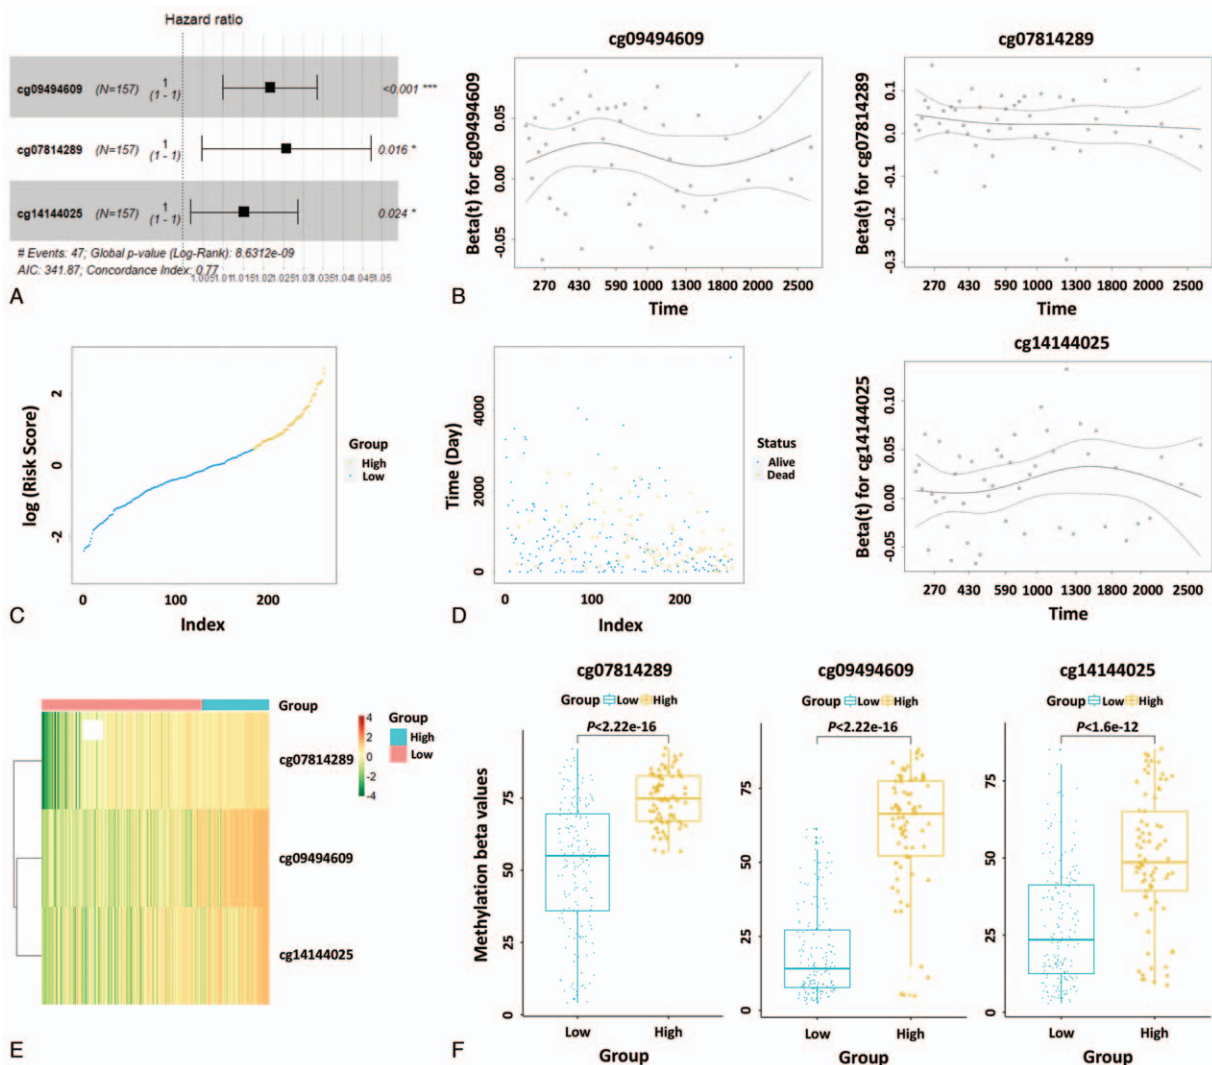 Hazard ratio
cg09494609 (N=157) 1 (1 - 1) <0.001 ***
cg07814289 (N=157) 1 (1 - 1) 0.016 *
cg14144025 (N=157) 1 (1 - 1) 0.024 *
# Events: 47; Global p-value (Log-Rank): 8.6312e-09
AIC: 341.87; Concordance Index: 0.77
A
cg09494609
Beta(t) for cg09494609
0.05
0.00
-0.05
270 430 590 1000 1300 1800 2500
Time
B
cg07814289
Beta(t) for cg07814289
0.1
0.0
-0.1
-0.2
-0.3
270 430 590 1000 1300 1900 2500
Time
cg14144025
Beta(t) for cg14144025
0.10
0.05
0.00
-0.05
270 430 590 1000 1300 1800 2500
Time
log (Risk Score)
2
0
-2
0 100 200
Index
Group
High
Low
C
Time (Day)
4000
2000
0
0 100 200
Index
Status
Alive
Dead
D
Group
cg07814289
cg09494609
cg14144025
4
2
0
-2
-4
Group
High
Low
E
cg07814289
Group Low High
P<2.22e-16
Methylation beta values
75
50
25
0
Low High
Group
cg09494609
Group Low High
P<2.22e-16
75
50
25
0
Low High
Group
cg14144025
Group Low High
P<1.6e-12
75
50
25
0
Low High
Group
F